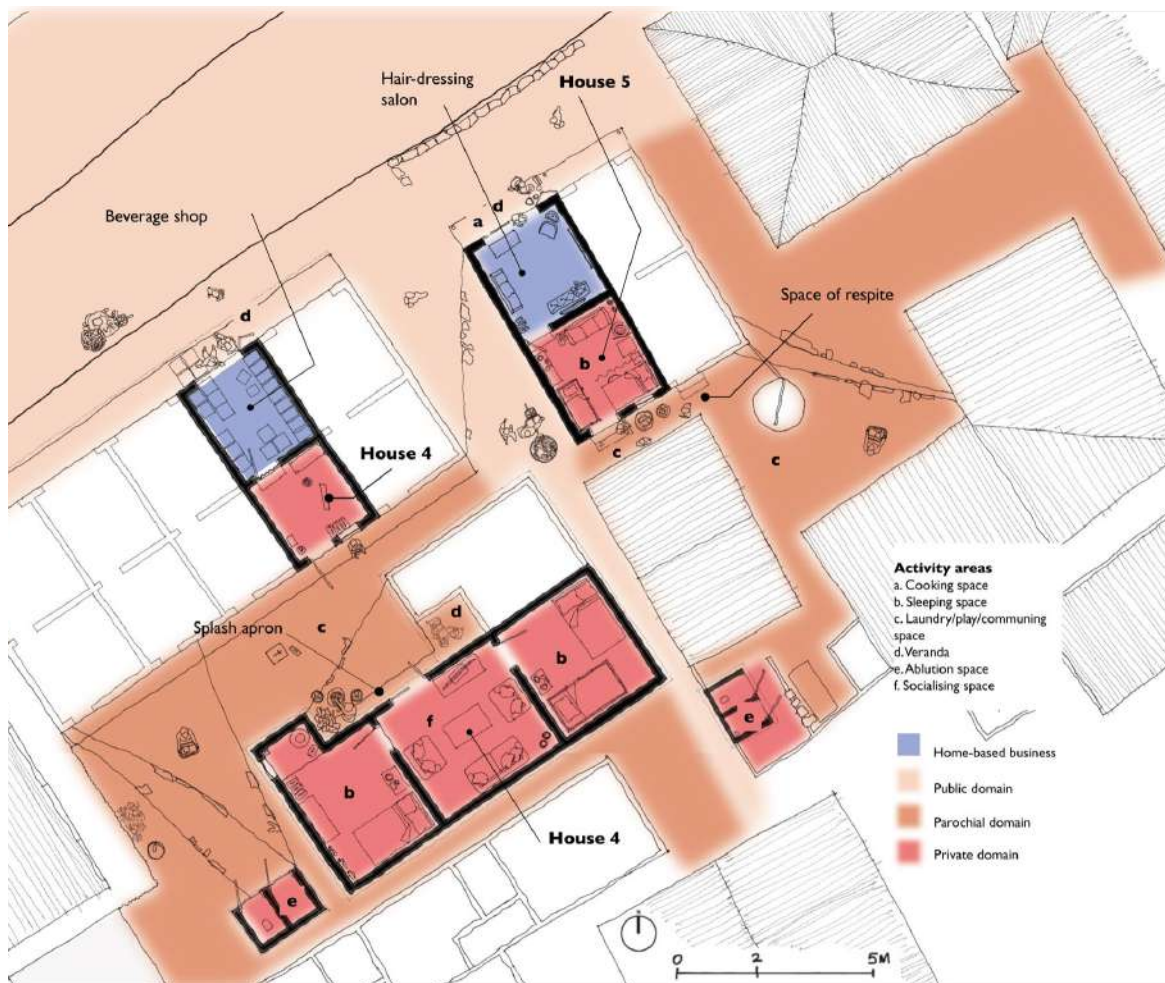 Hair-dressing
salon
House 5
Beverage shop
d
a
d
Space of respite
b
House 4
c
c
Activity areas
a. Cooking space
b. Sleeping space
c. Laundry/play/communing
space
d. Veranda
e. Ablution space
f. Socialising space
c
Splash apron
d
b
f
e
b
Home-based business
Public domain
House 4
Parochial domain
Private domain
e
0 2 5M